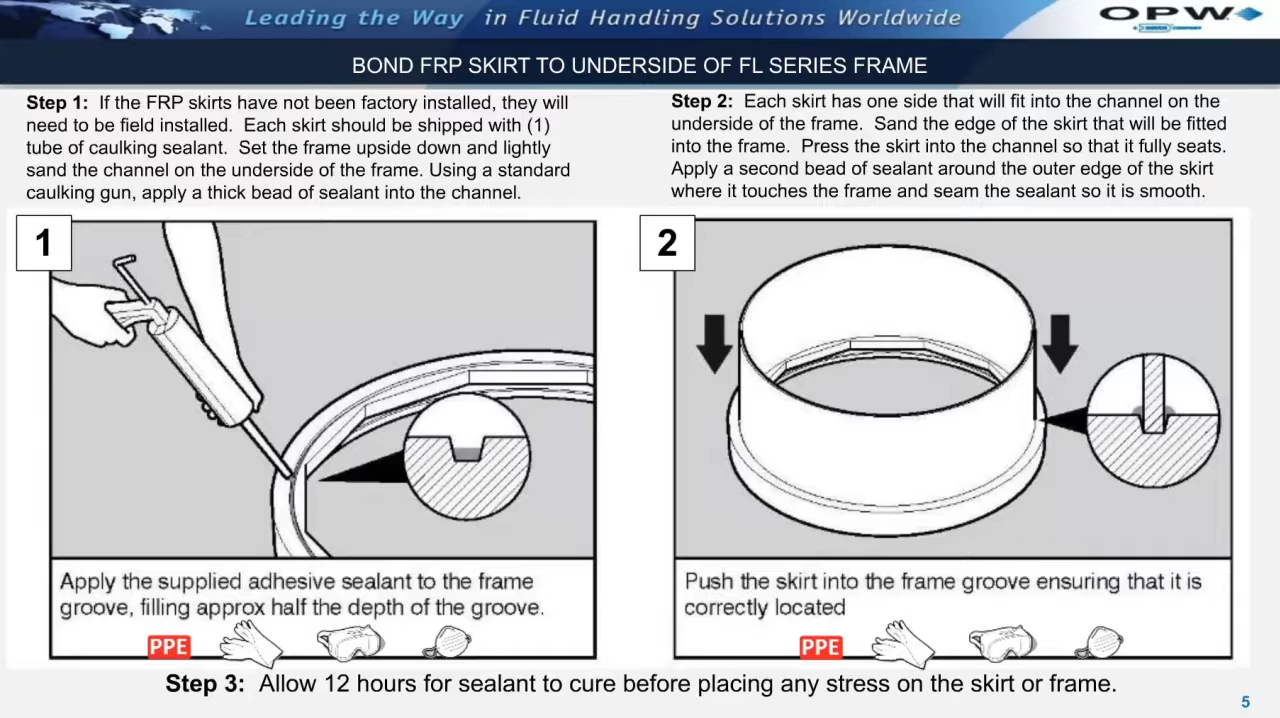 Leading the Way in Fluid Handling Solutions Worldwide
OPW
BOND FRP SKIRT TO UNDERSIDE OF FL SERIES FRAME
Step 1: If the FRP skirts have not been factory installed, they will
need to be field installed. Each skirt should be shipped with (1)
tube of caulking sealant. Set the frame upside down and lightly
sand the channel on the underside of the frame. Using a standard
caulking gun, apply a thick bead of sealant into the channel.
Step 2: Each skirt has one side that will fit into the channel on the
underside of the frame. Sand the edge of the skirt that will be fitted
into the frame. Press the skirt into the channel so that it fully seats.
Apply a second bead of sealant around the outer edge of the skirt
where it touches the frame and seam the sealant so it is smooth.
1
Apply the supplied adhesive sealant to the frame
groove, filling approx half the depth of the groove.
PPE
2
Push the skirt into the frame groove ensuring that it is
correctly located
PPE
Step 3: Allow 12 hours for sealant to cure before placing any stress on the skirt or frame.
5